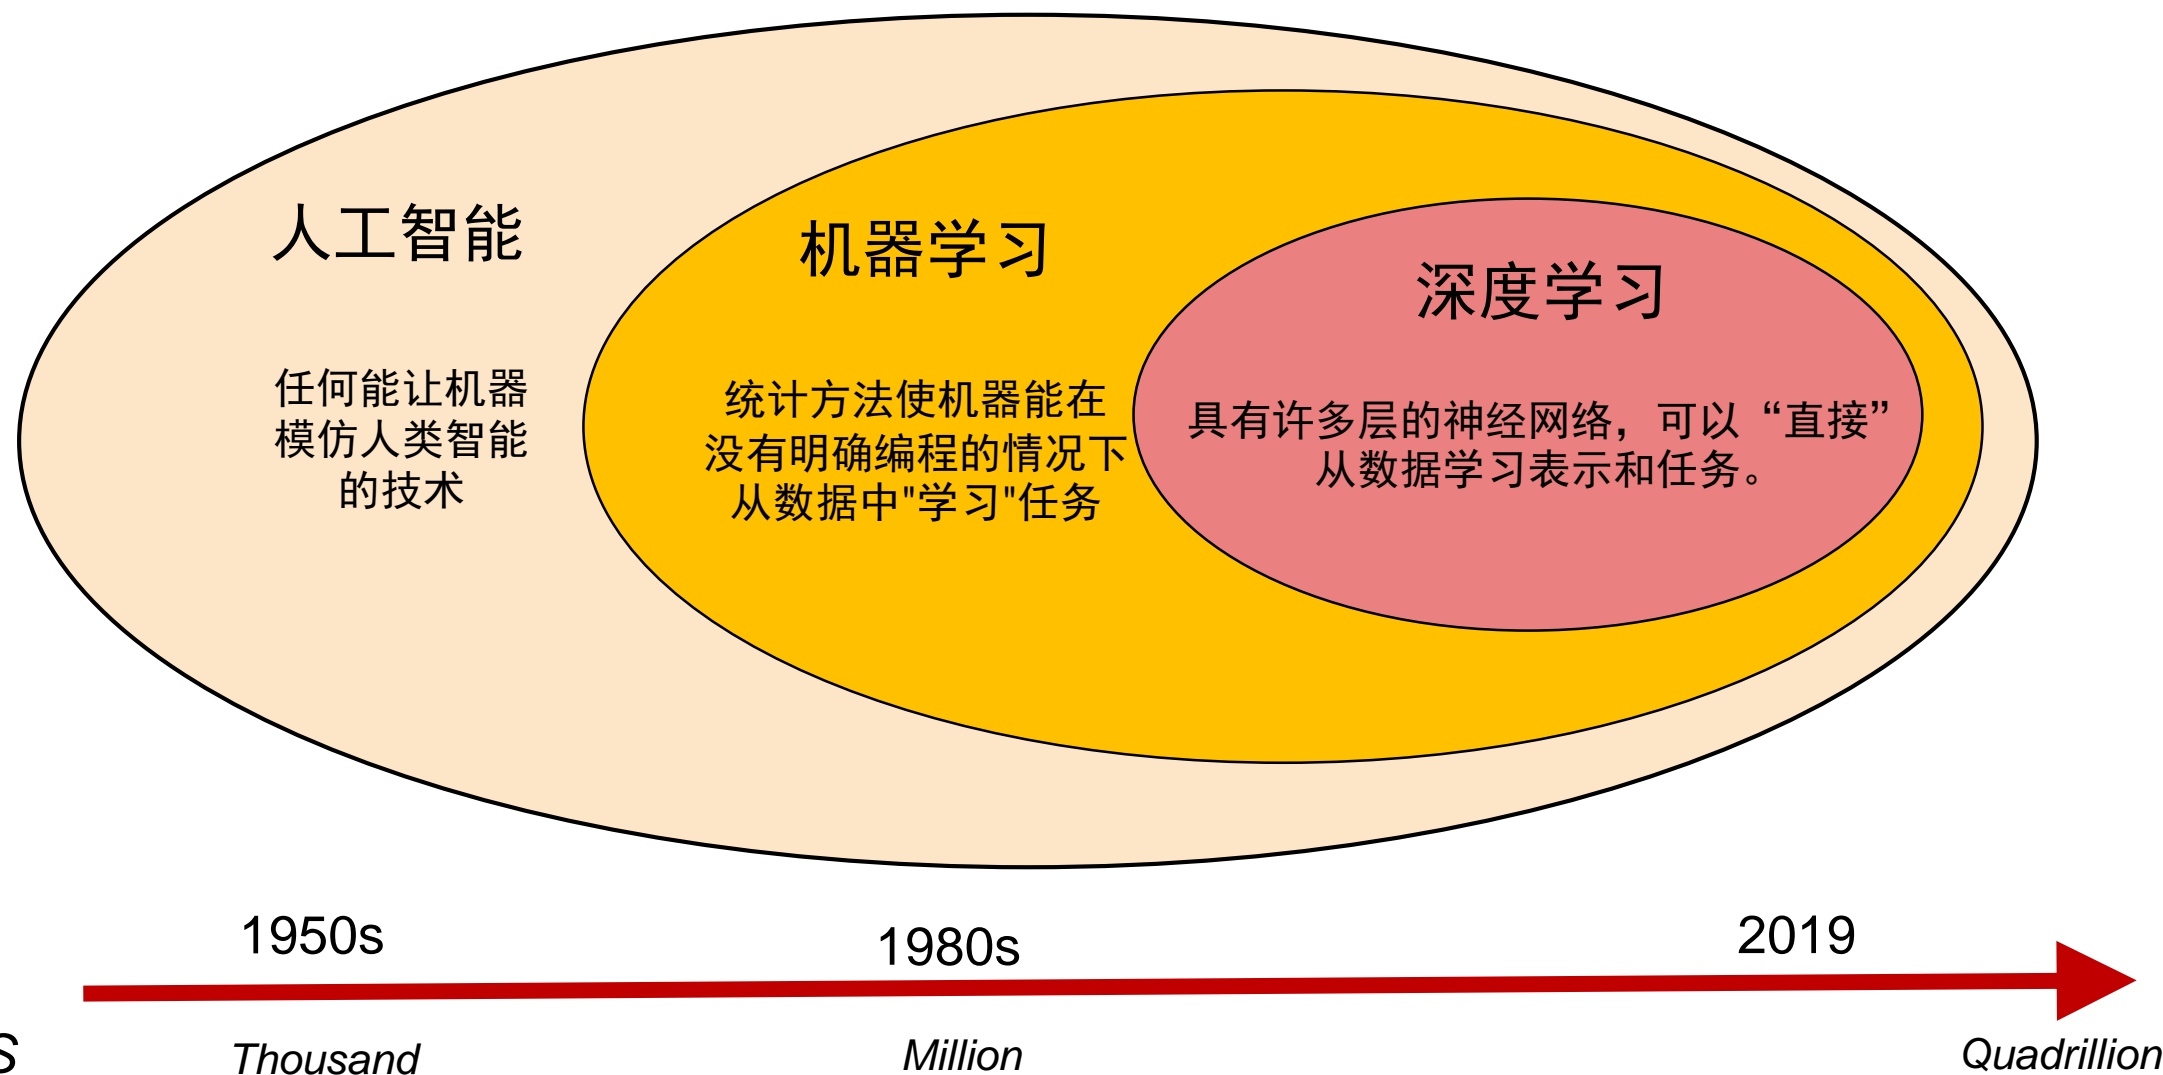 人工智能
任何能让机器
模仿人类智能
的技术
机器学习
统计方法使机器能在
没有明确编程的情况下
从数据中"学习"任务
深度学习
具有许多层的神经网络，可以“直接”
从数据学习表示和任务。
1950s
1980s
2019
S
Thousand
Million
Quadrillion